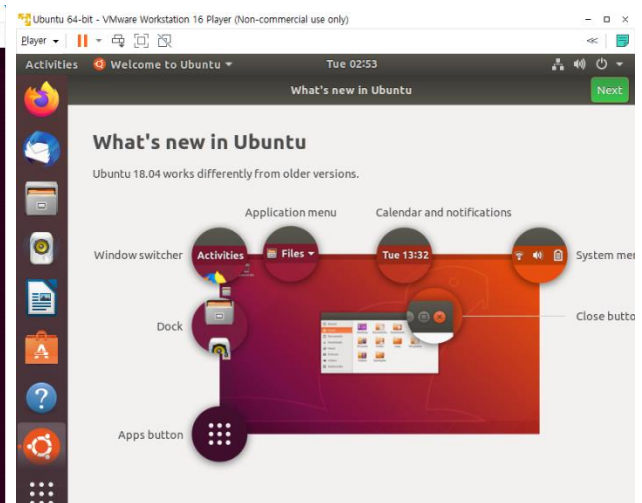 Ubuntu 64-bit - VMware Workstation 16 Player (Non-commercial use only)
Player
Activities Welcome to Ubuntu Tue 02:53
What's new in Ubuntu Next
What's new in Ubuntu
Ubuntu 18.04 works differently from older versions.
Application menu Calendar and notifications
Window switcher Activities Files Tue 13:32 System mer
Dock Close butto
Apps button